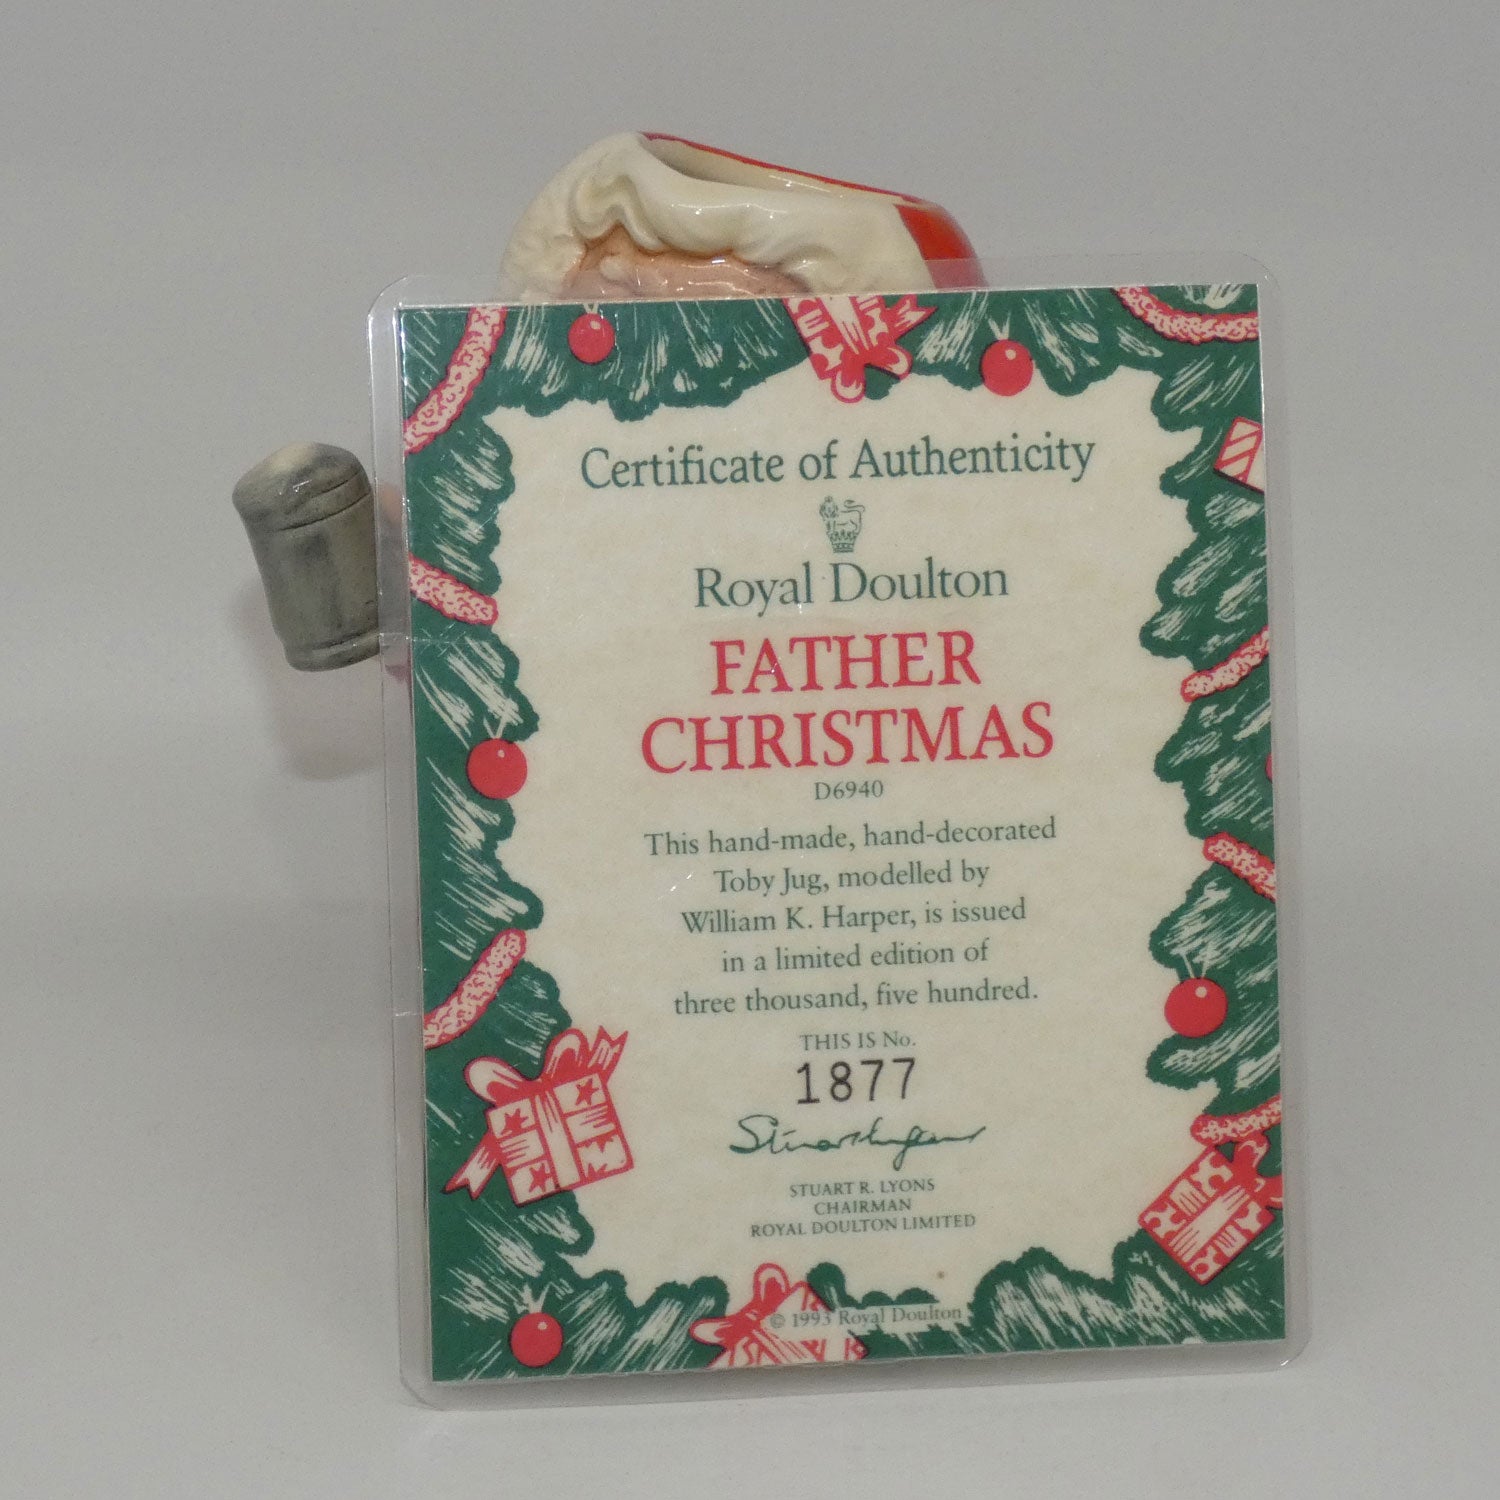 Certificate of Authenticity
Royal Doulton
FATHER
CHRISTMAS
D6940
This hand-made, hand-decorated
Toby Jug, modelled by
William K. Harper, is issued
in a limited edition of
three thousand, five hundred.
THIS IS No.
1877
STUART R. LYONS
CHAIRMAN
ROYAL DOULTON LIMITED
© 1993 Royal Doulton